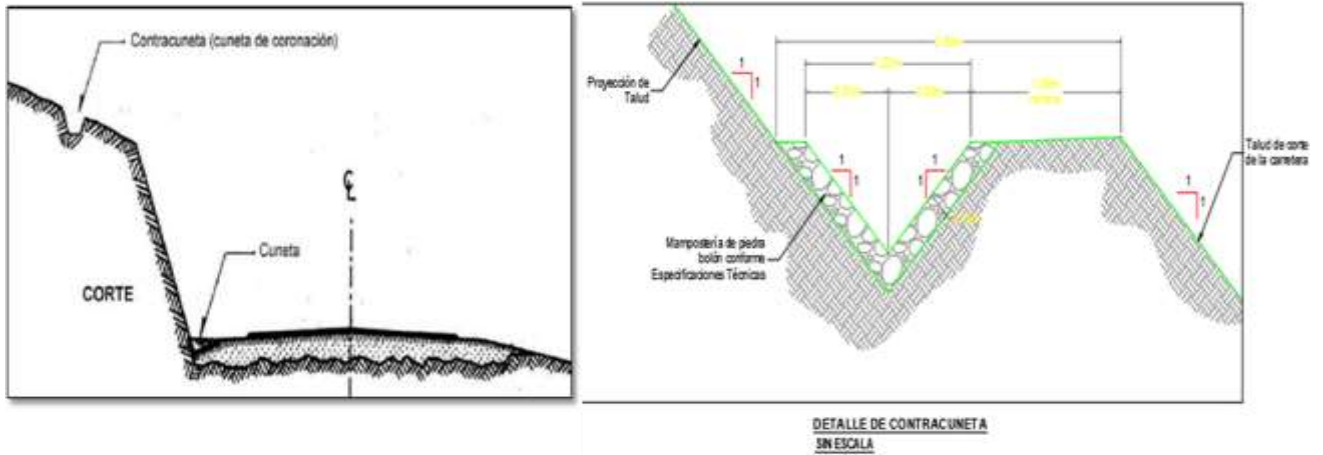 Contracuneta (cuneta de coronación)
℄
Cuneta
CORTE
Proyección de
Talud
1
1
1
1
1
1
Talud de corte
de la carretera
1
1
Mampostería de piedra
bolón conforme
Especificaciones Técnicas
DETALLE DE CONTRACUNETA
SIN ESCALA